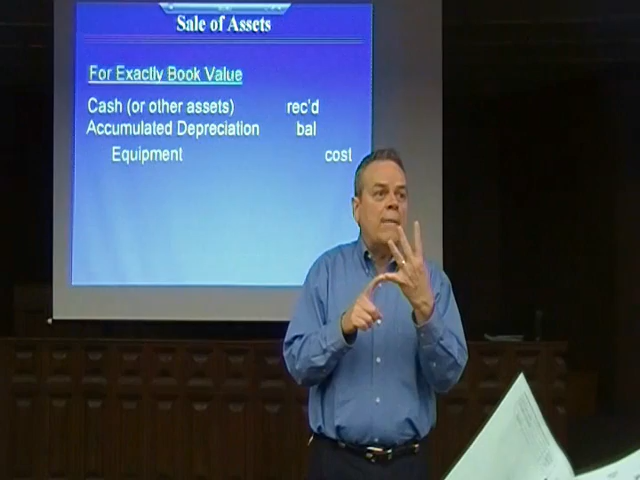 Sale of Assets
For Exactly Book Value
Cash (or other assets) rec'd
Accumulated Depreciation bal
Equipment cost